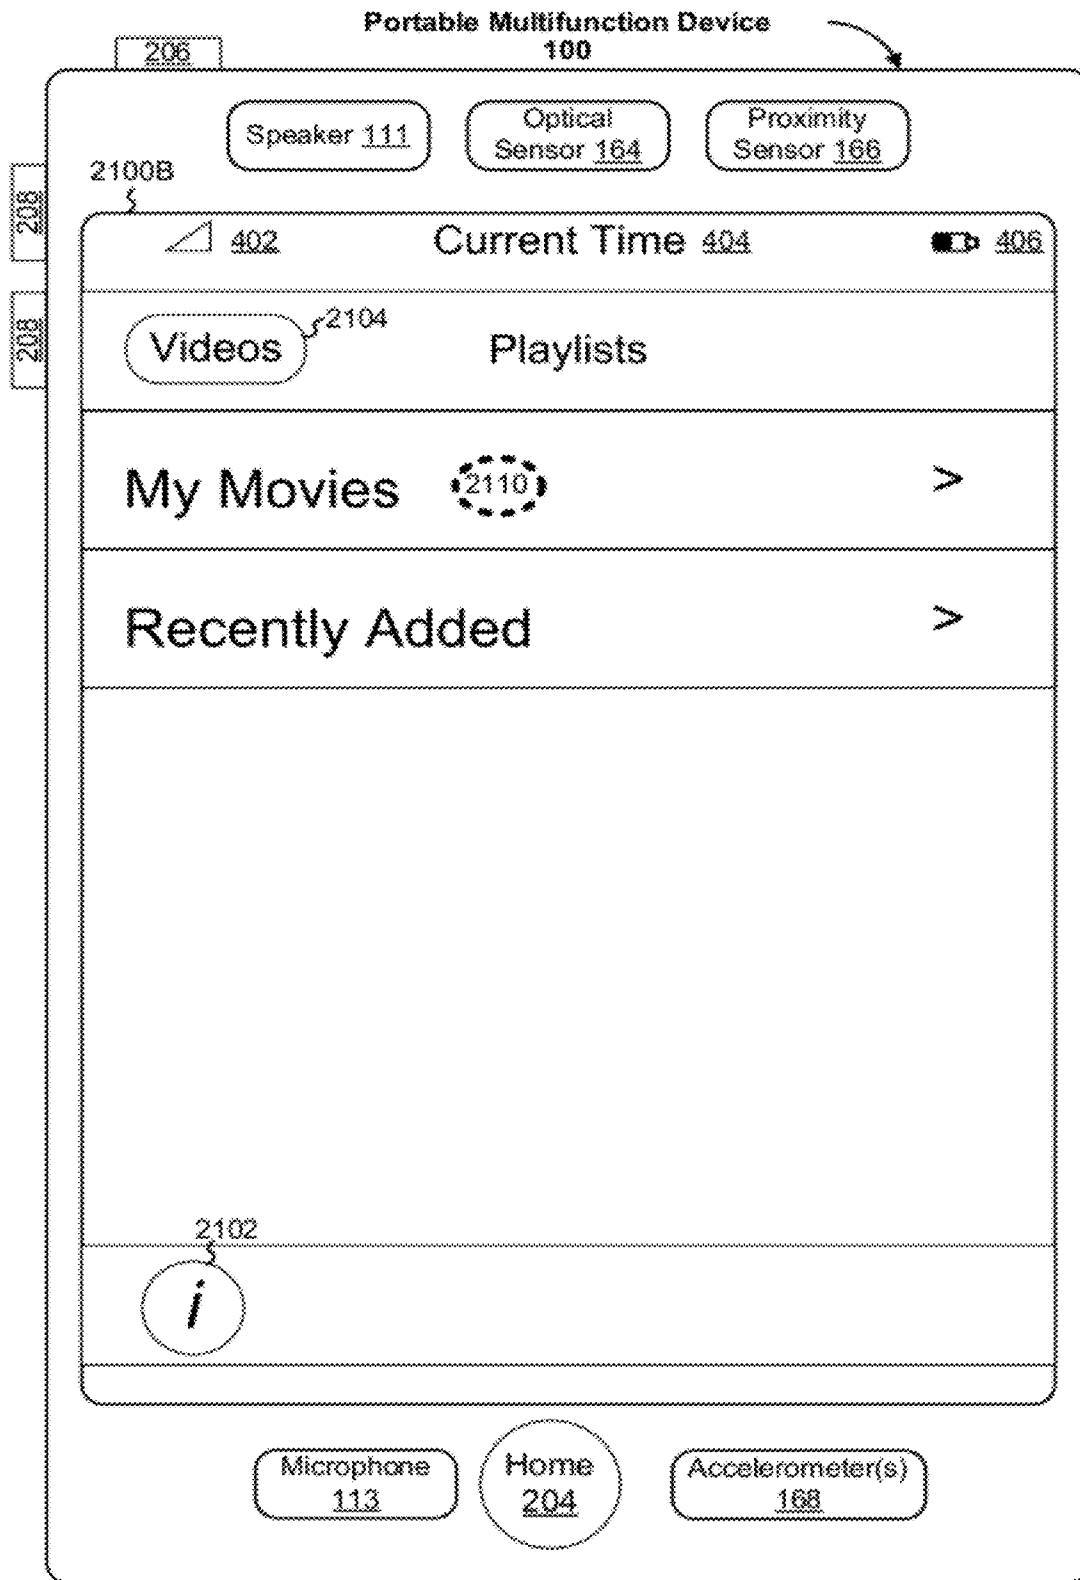 Portable Multifunction Device
100
206
Speaker 111
Optical
Sensor 164
Proximity
Sensor 166
2100B
208
208
402
Current Time 404
406
Videos
2104
Playlists
My Movies
2110
>
Recently Added
>
2102
i
Microphone
113
Home
204
Accelerometer(s)
168